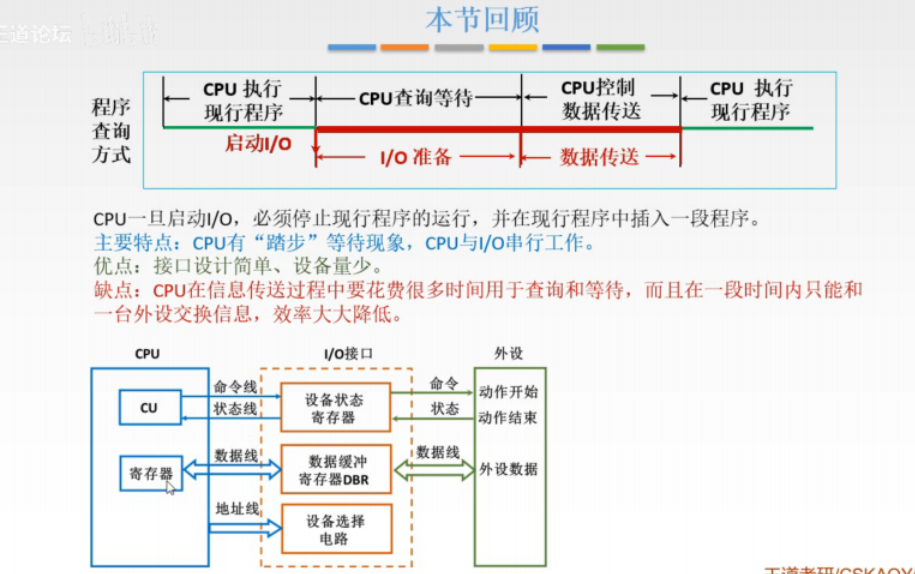 本节回顾
王道论坛
CPU 执行
现行程序
CPU查询等待
CPU控制
数据传送
CPU 执行
现行程序
程序
查询
方式
启动I/O
I/O 准备
数据传送
CPU一旦启动I/O，必须停止现行程序的运行，并在现行程序中插入一段程序。
主要特点：CPU有“踏步”等待现象，CPU与I/O串行工作。
优点：接口设计简单、设备量少。
缺点：CPU在信息传送过程中要花费很多时间用于查询和等待，而且在一段时间内只能和
一台外设交换信息，效率大大降低。
CPU
I/O接口
外设
CU
命令线
状态线
设备状态
寄存器
命令
状态
动作开始
动作结束
寄存器
数据线
数据缓冲
寄存器DBR
数据线
外设数据
地址线
设备选择
电路